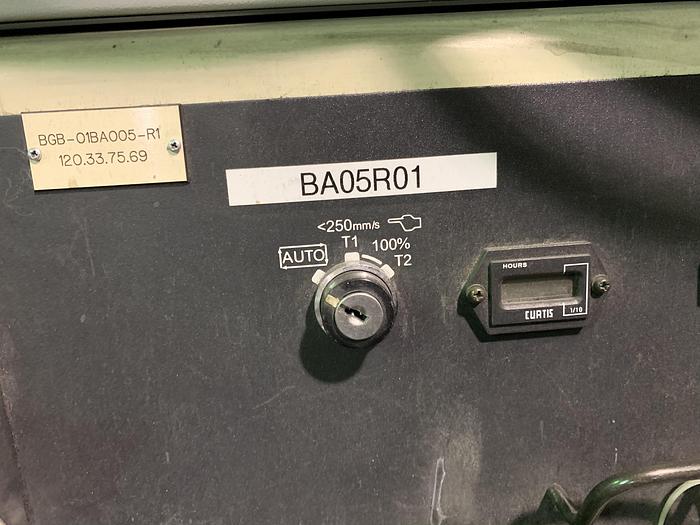 BGB-01BA005-R1
120.33.75.69
BA05R01
<250mm/s
AUTO T1 100% T2
HOURS
CURTIS 1/10